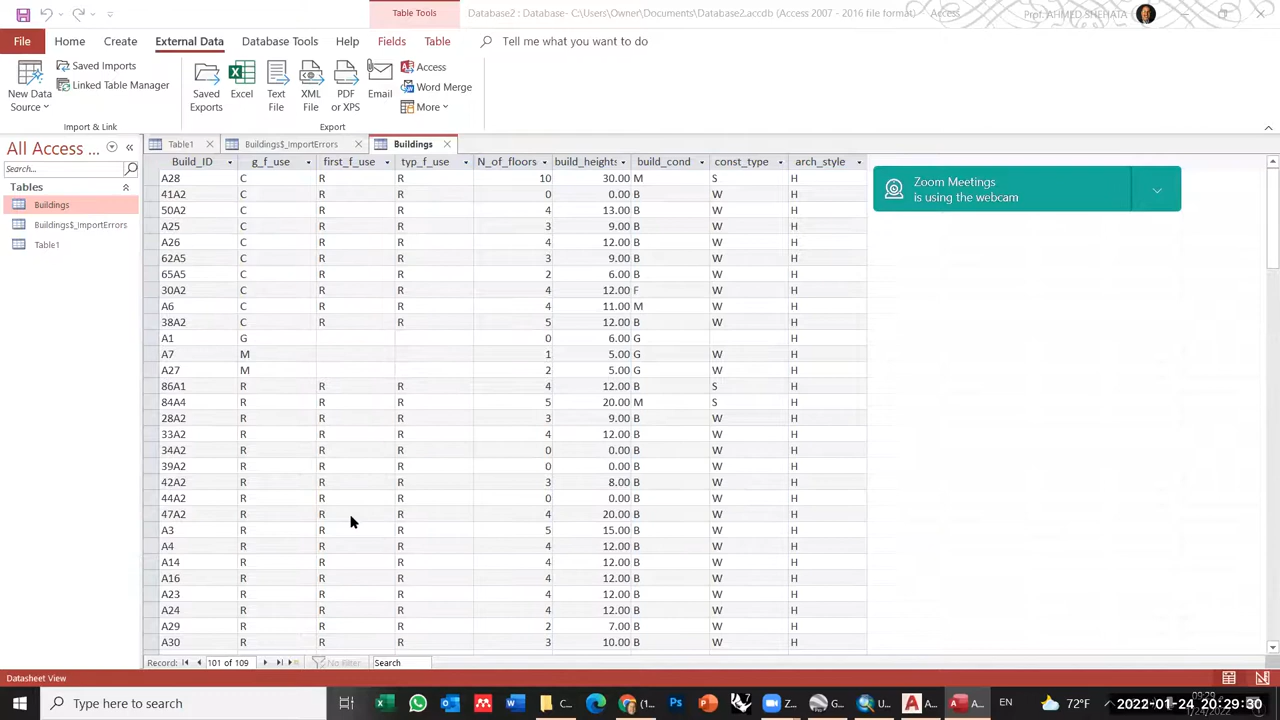 Table Tools
Database2 : Database- C:\Users\Owner\Documents\Database2.accdb (Access 2007 - 2016 file format) - Access
Prof. AHMED SHEHATA
File Home Create External Data Database Tools Help Fields Table Tell me what you want to do
Saved Imports
Linked Table Manager
New Data Source
Import & Link
Saved Exports
Excel
Text File
XML File
PDF or XPS
Email
Access
Word Merge
More
Export
All Access ...
Search...
Tables
Buildings
Buildings$_ImportErrors
Table1
Table1 Buildings$_ImportErrors Buildings
Build_ID g_f_use first_f_use typ_f_use N_of_floors build_height: build_cond const_type arch_style
A28 C R R 10 30.00 M S H
41A2 C R R 0 0.00 B W H
50A2 C R R 4 13.00 B W H
A25 C R R 3 9.00 B W H
A26 C R R 4 12.00 B W H
62A5 C R R 3 9.00 B W H
65A5 C R R 2 6.00 B W H
30A2 C R R 4 12.00 F W H
A6 C R R 4 11.00 M W H
38A2 C R R 5 12.00 B W H
A1 G 0 6.00 G H
A7 M 1 5.00 G W H
A27 M 2 5.00 G W H
86A1 R R R 4 12.00 B S H
84A4 R R R 5 20.00 M S H
28A2 R R R 3 9.00 B W H
33A2 R R R 4 12.00 B W H
34A2 R R R 0 0.00 B W H
39A2 R R R 0 0.00 B W H
42A2 R R R 3 8.00 B W H
44A2 R R R 0 0.00 B W H
47A2 R R R 4 20.00 M W H
A3 R R R 5 15.00 B W H
A4 R R R 4 12.00 B W H
A14 R R R 4 12.00 B W H
A16 R R R 4 12.00 B W H
A23 R R R 4 12.00 B W H
A24 R R R 4 12.00 B W H
A29 R R R 2 7.00 B W H
A30 R R R 3 10.00 B W H
Zoom Meetings
is using the webcam
Record: 101 of 109 No Filter Search
Datasheet View
Type here to search
C...
(1...
Z...
G...
U...
A...
A...
72°F
EN
2022-01-24 20:29:30